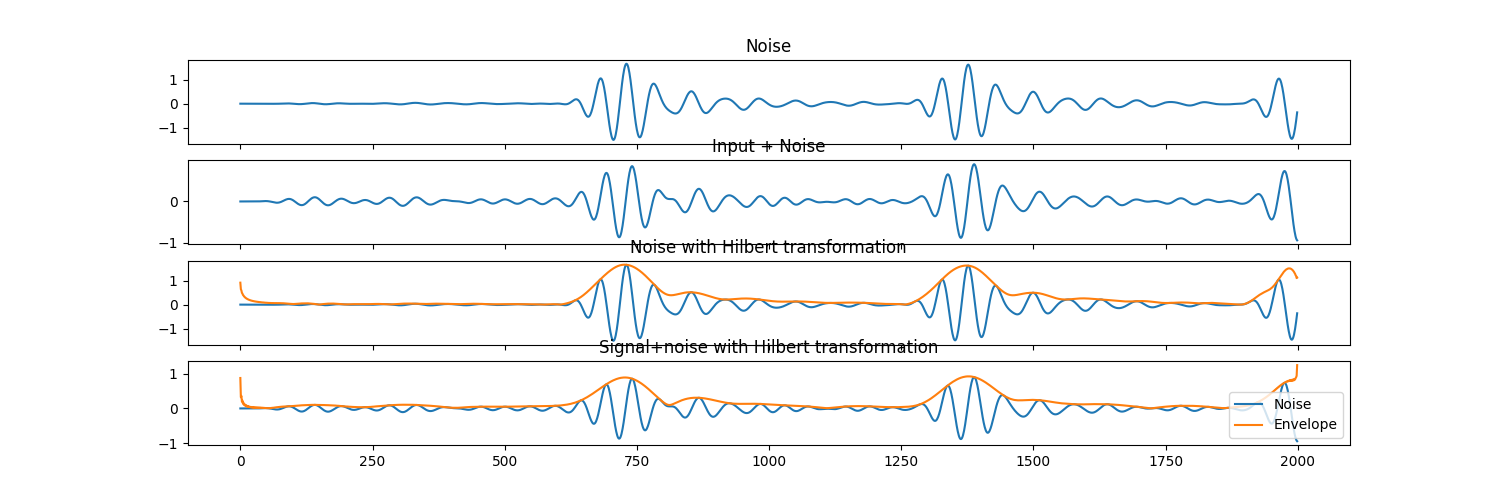 Noise
1
0
−1
Input + Noise
0
−1
Noise with Hilbert transformation
1
0
−1
Signal+noise with Hilbert transformation
1
0
−1
Noise
Envelope
0 250 500 750 1000 1250 1500 1750 2000